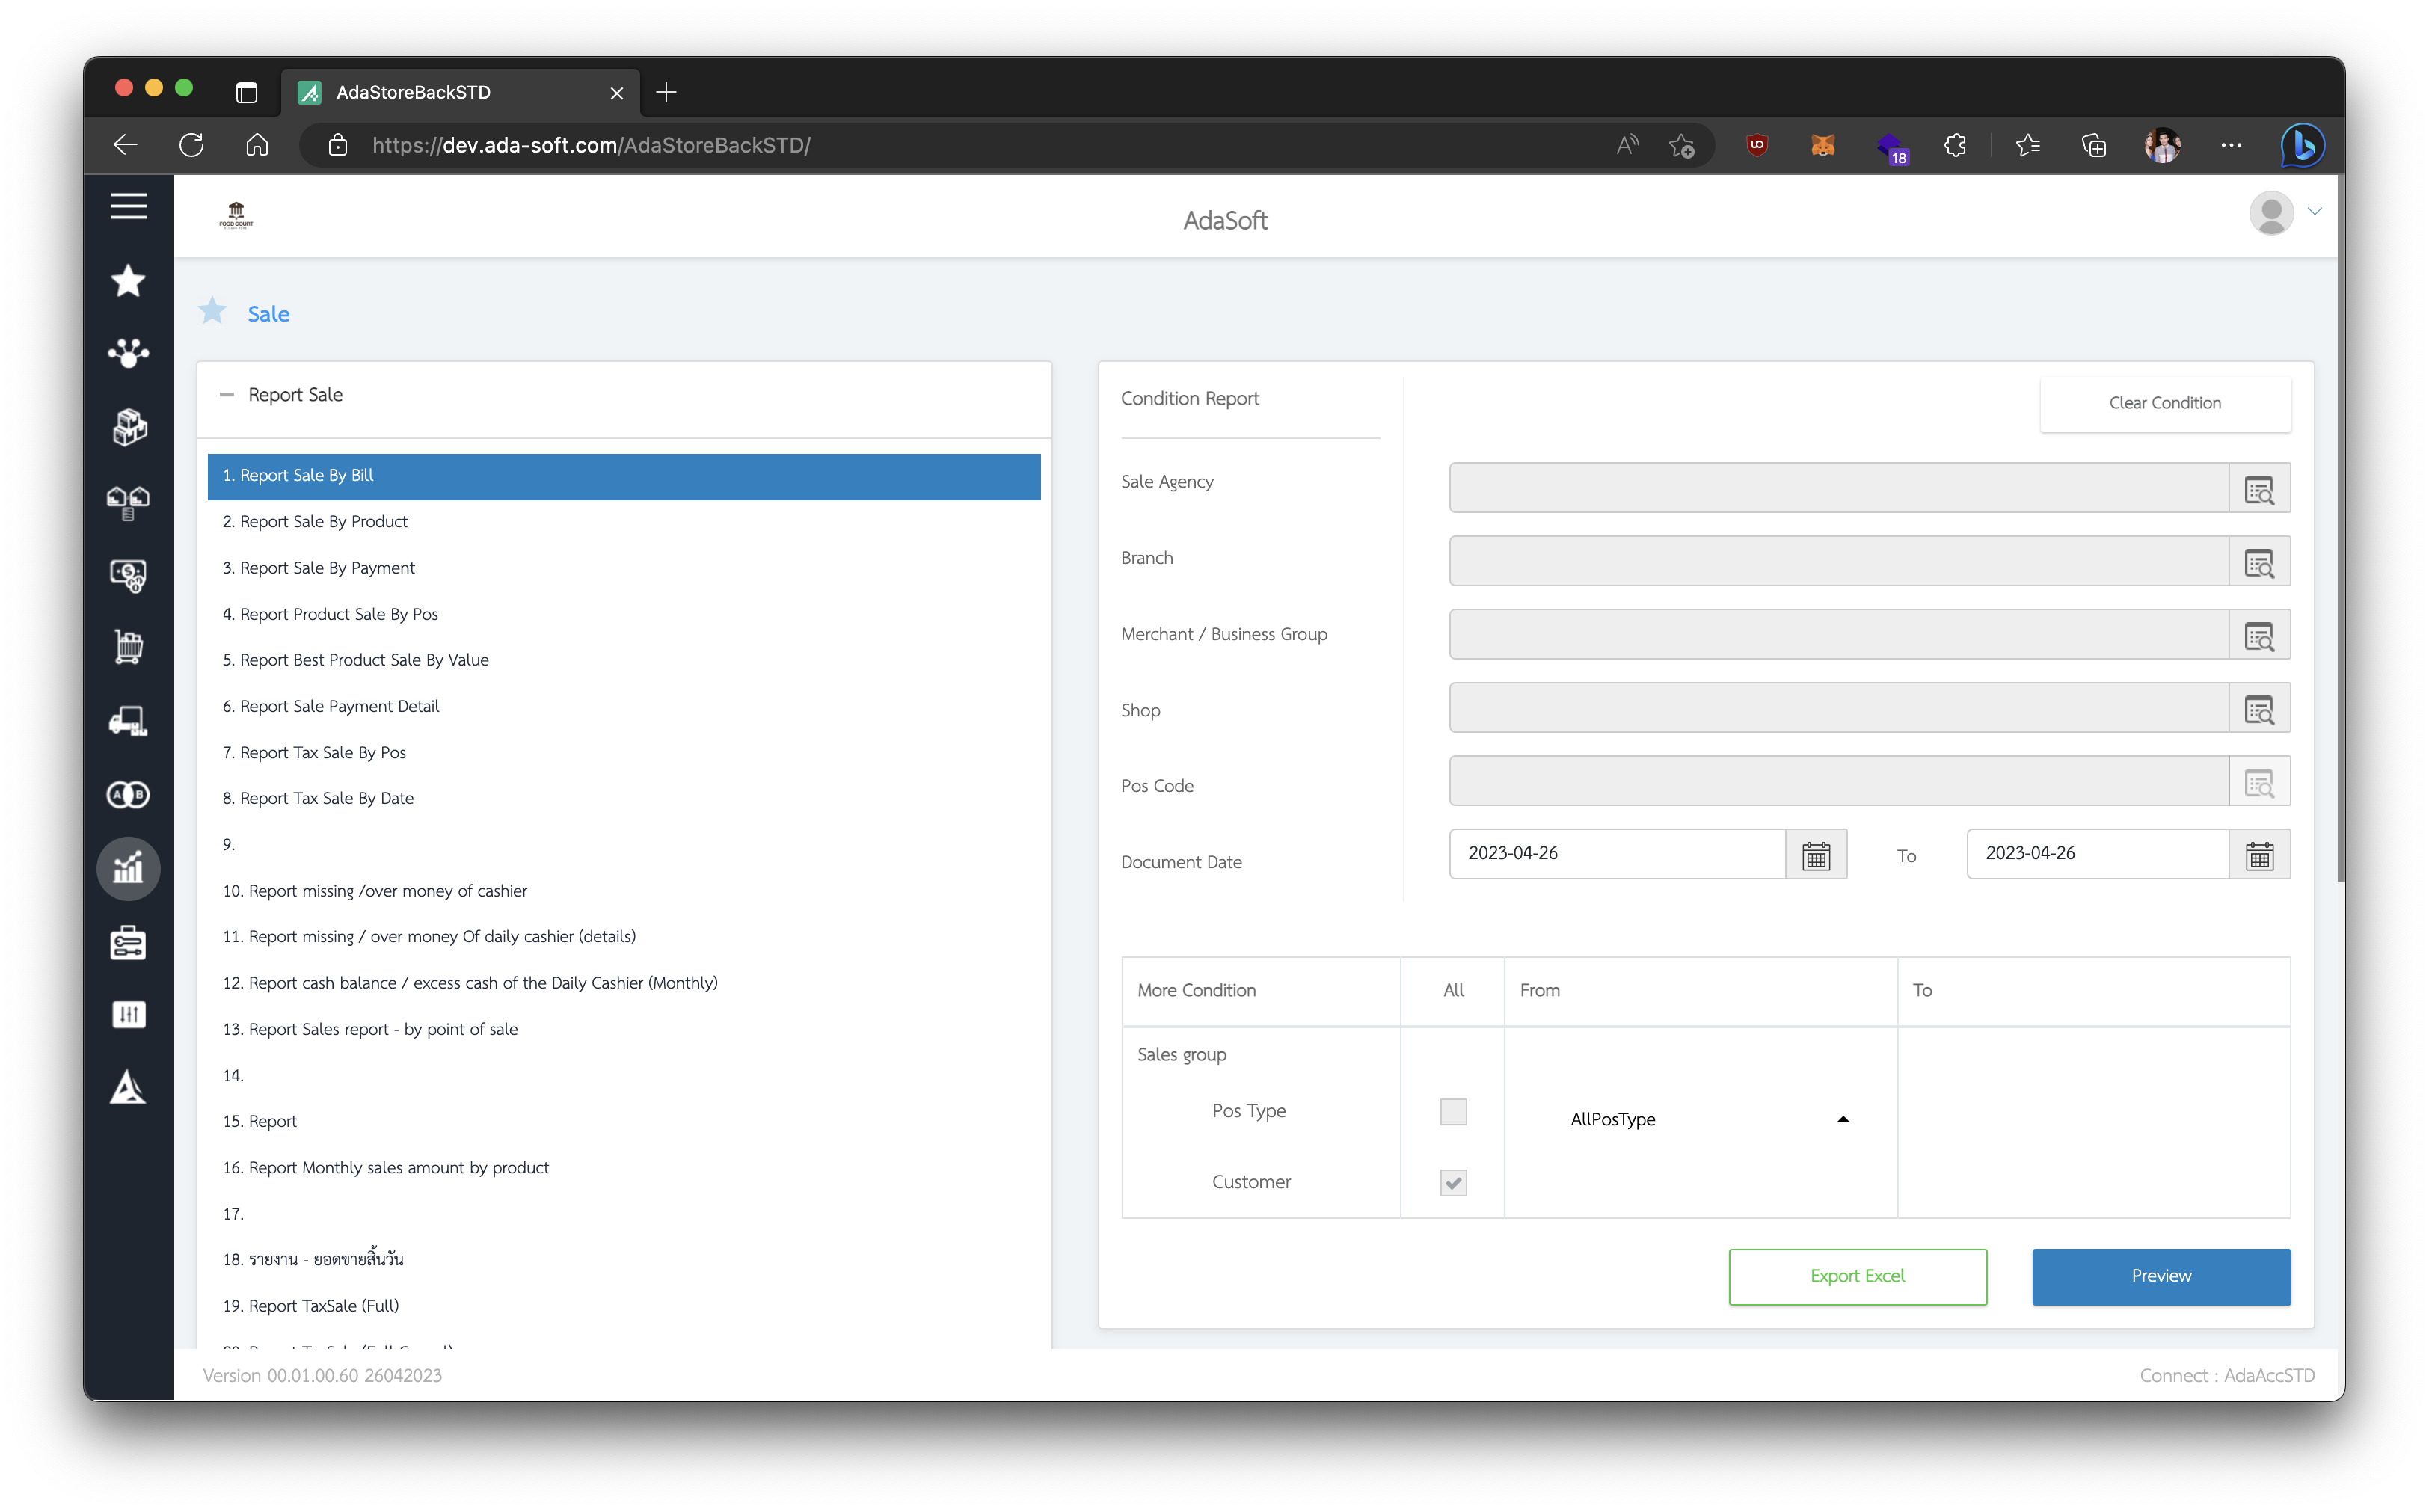 AdaStoreBackSTD
https://dev.ada-soft.com/AdaStoreBackSTD/
18
FOOD COURT
AdaSoft
Sale
Report Sale
1. Report Sale By Bill
2. Report Sale By Product
3. Report Sale By Payment
4. Report Product Sale By Pos
5. Report Best Product Sale By Value
6. Report Sale Payment Detail
7. Report Tax Sale By Pos
8. Report Tax Sale By Date
9.
10. Report missing /over money of cashier
11. Report missing / over money Of daily cashier (details)
12. Report cash balance / excess cash of the Daily Cashier (Monthly)
13. Report Sales report - by point of sale
14.
15. Report
16. Report Monthly sales amount by product
17.
18. รายงาน - ยอดขายสิ้นวัน
19. Report TaxSale (Full)
Condition Report
Clear Condition
Sale Agency
Branch
Merchant / Business Group
Shop
Pos Code
Document Date
2023-04-26
To
2023-04-26
More Condition
All
From
To
Sales group
Pos Type
AllPosType
Customer
Export Excel
Preview
Version 00.01.00.60 26042023
Connect : AdaAccSTD